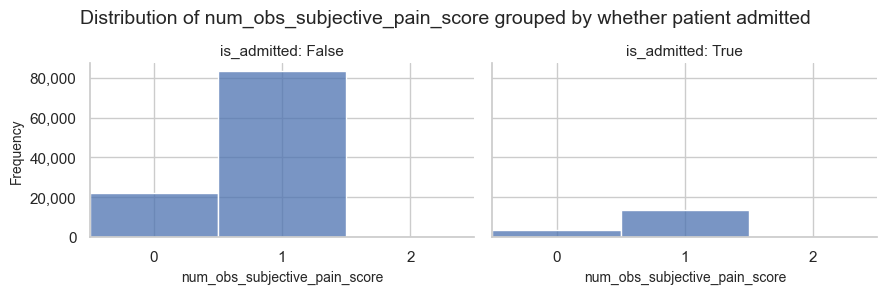 Distribution of num_obs_subjective_pain_score grouped by whether patient admitted
is_admitted: False
is_admitted: True
Frequency
80,000
60,000
40,000
20,000
0
0 1 2
0 1 2
num_obs_subjective_pain_score
num_obs_subjective_pain_score